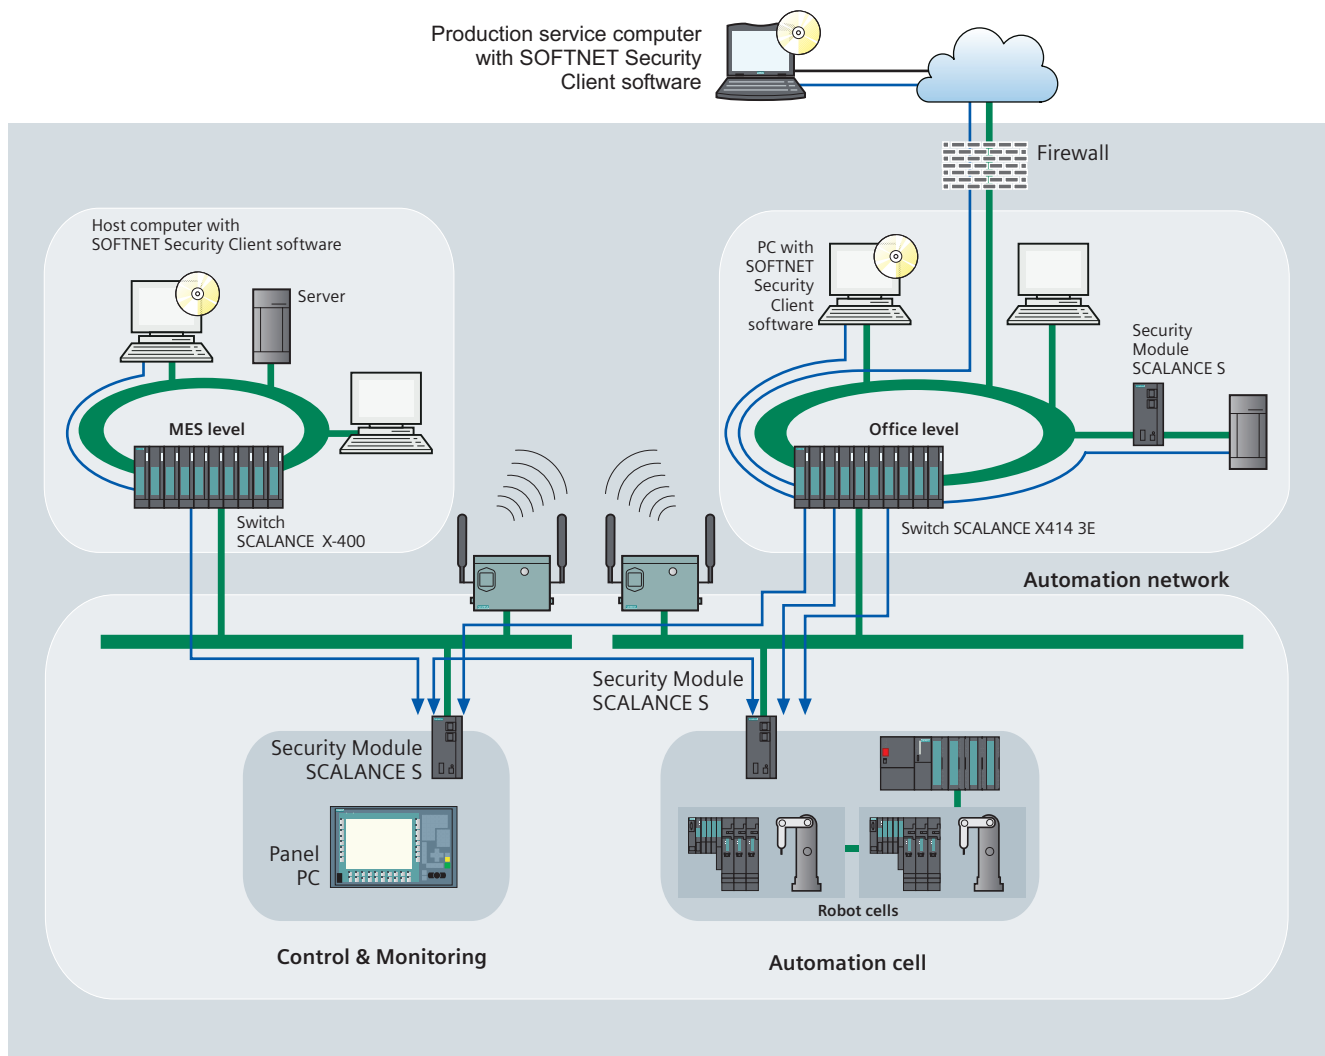 Production service computer
with SOFTNET Security
Client software
Firewall
Host computer with
SOFTNET Security Client software
Server
MES level
Switch
SCALANCE X-400
PC with
SOFTNET
Security
Client
software
Security
Module
SCALANCE S
Office level
Switch SCALANCE X414 3E
Automation network
Security Module
SCALANCE S
Security Module
SCALANCE S
Panel
PC
Robot cells
Control & Monitoring
Automation cell